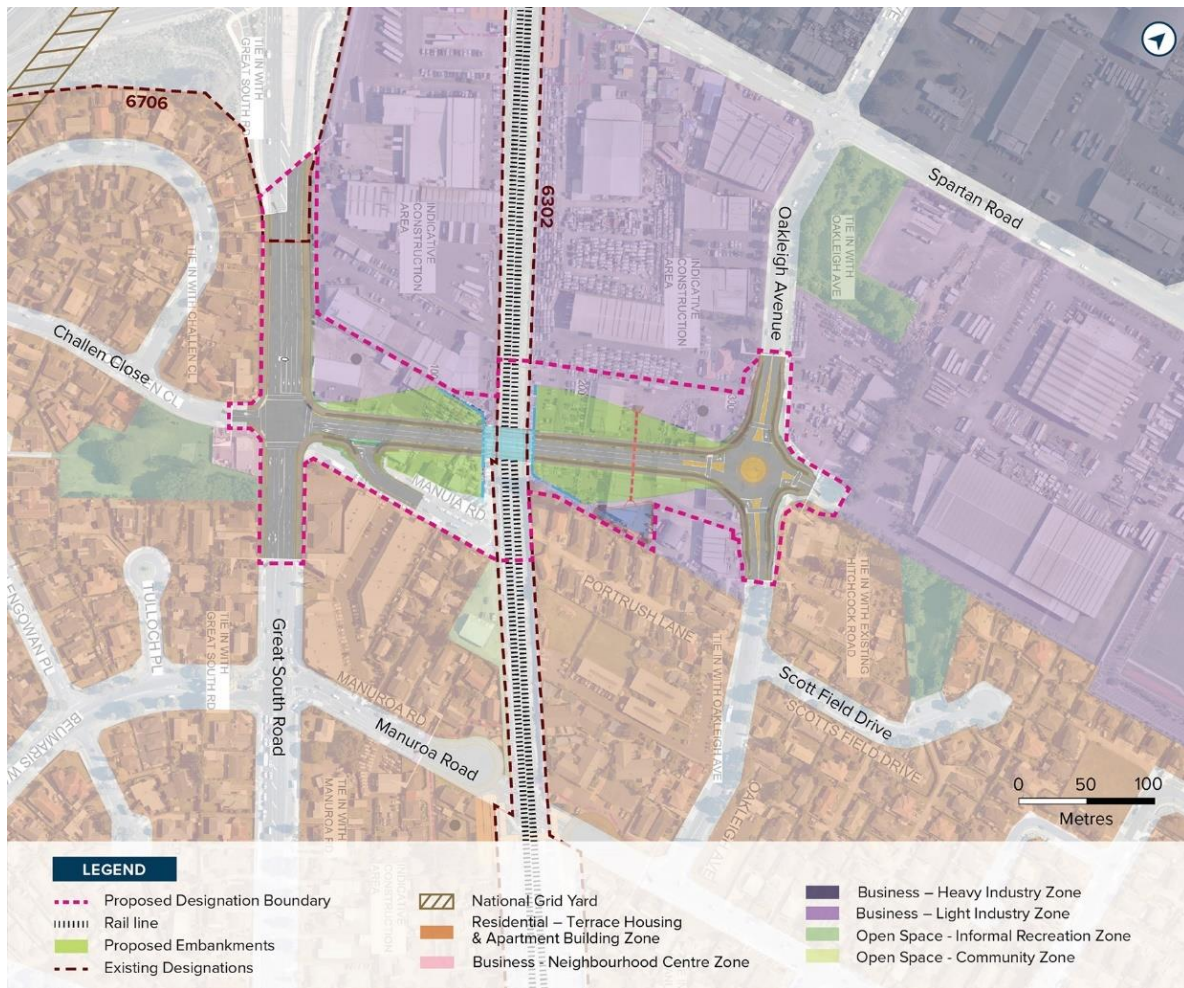 6706
TIE IN WITH
GREAT SOUTH RD
INDICATIVE
CONSTRUCTION
AREA
6302
INDICATIVE
CONSTRUCTION
AREA
Spartan Road
Oakleigh Avenue
TIE IN WITH
OAKLEIGH AVE
TIE IN WITH CHALLEN CL
Challen Close
MANUIA RD
200
TIE IN WITH EXISTING
HITCHCOCK ROAD
PORTRUSH LANE
TULLOCH PL
TIE IN WITH
GREAT SOUTH RD
Great South Road
MANUROA RD
Manuroa Road
TIE IN WITH
MANUROA RD
TIE IN WITH OAKLEIGH AVE
OAKLEIGH AVE
Scott Field Drive
SCOTTS FIELD DRIVE
INDICATIVE
CONSTRUCTION
AREA
0 50 100
Metres
LEGEND
Proposed Designation Boundary
Rail line
Proposed Embankments
Existing Designations
National Grid Yard
Residential – Terrace Housing
& Apartment Building Zone
Business - Neighbourhood Centre Zone
Business – Heavy Industry Zone
Business – Light Industry Zone
Open Space - Informal Recreation Zone
Open Space - Community Zone